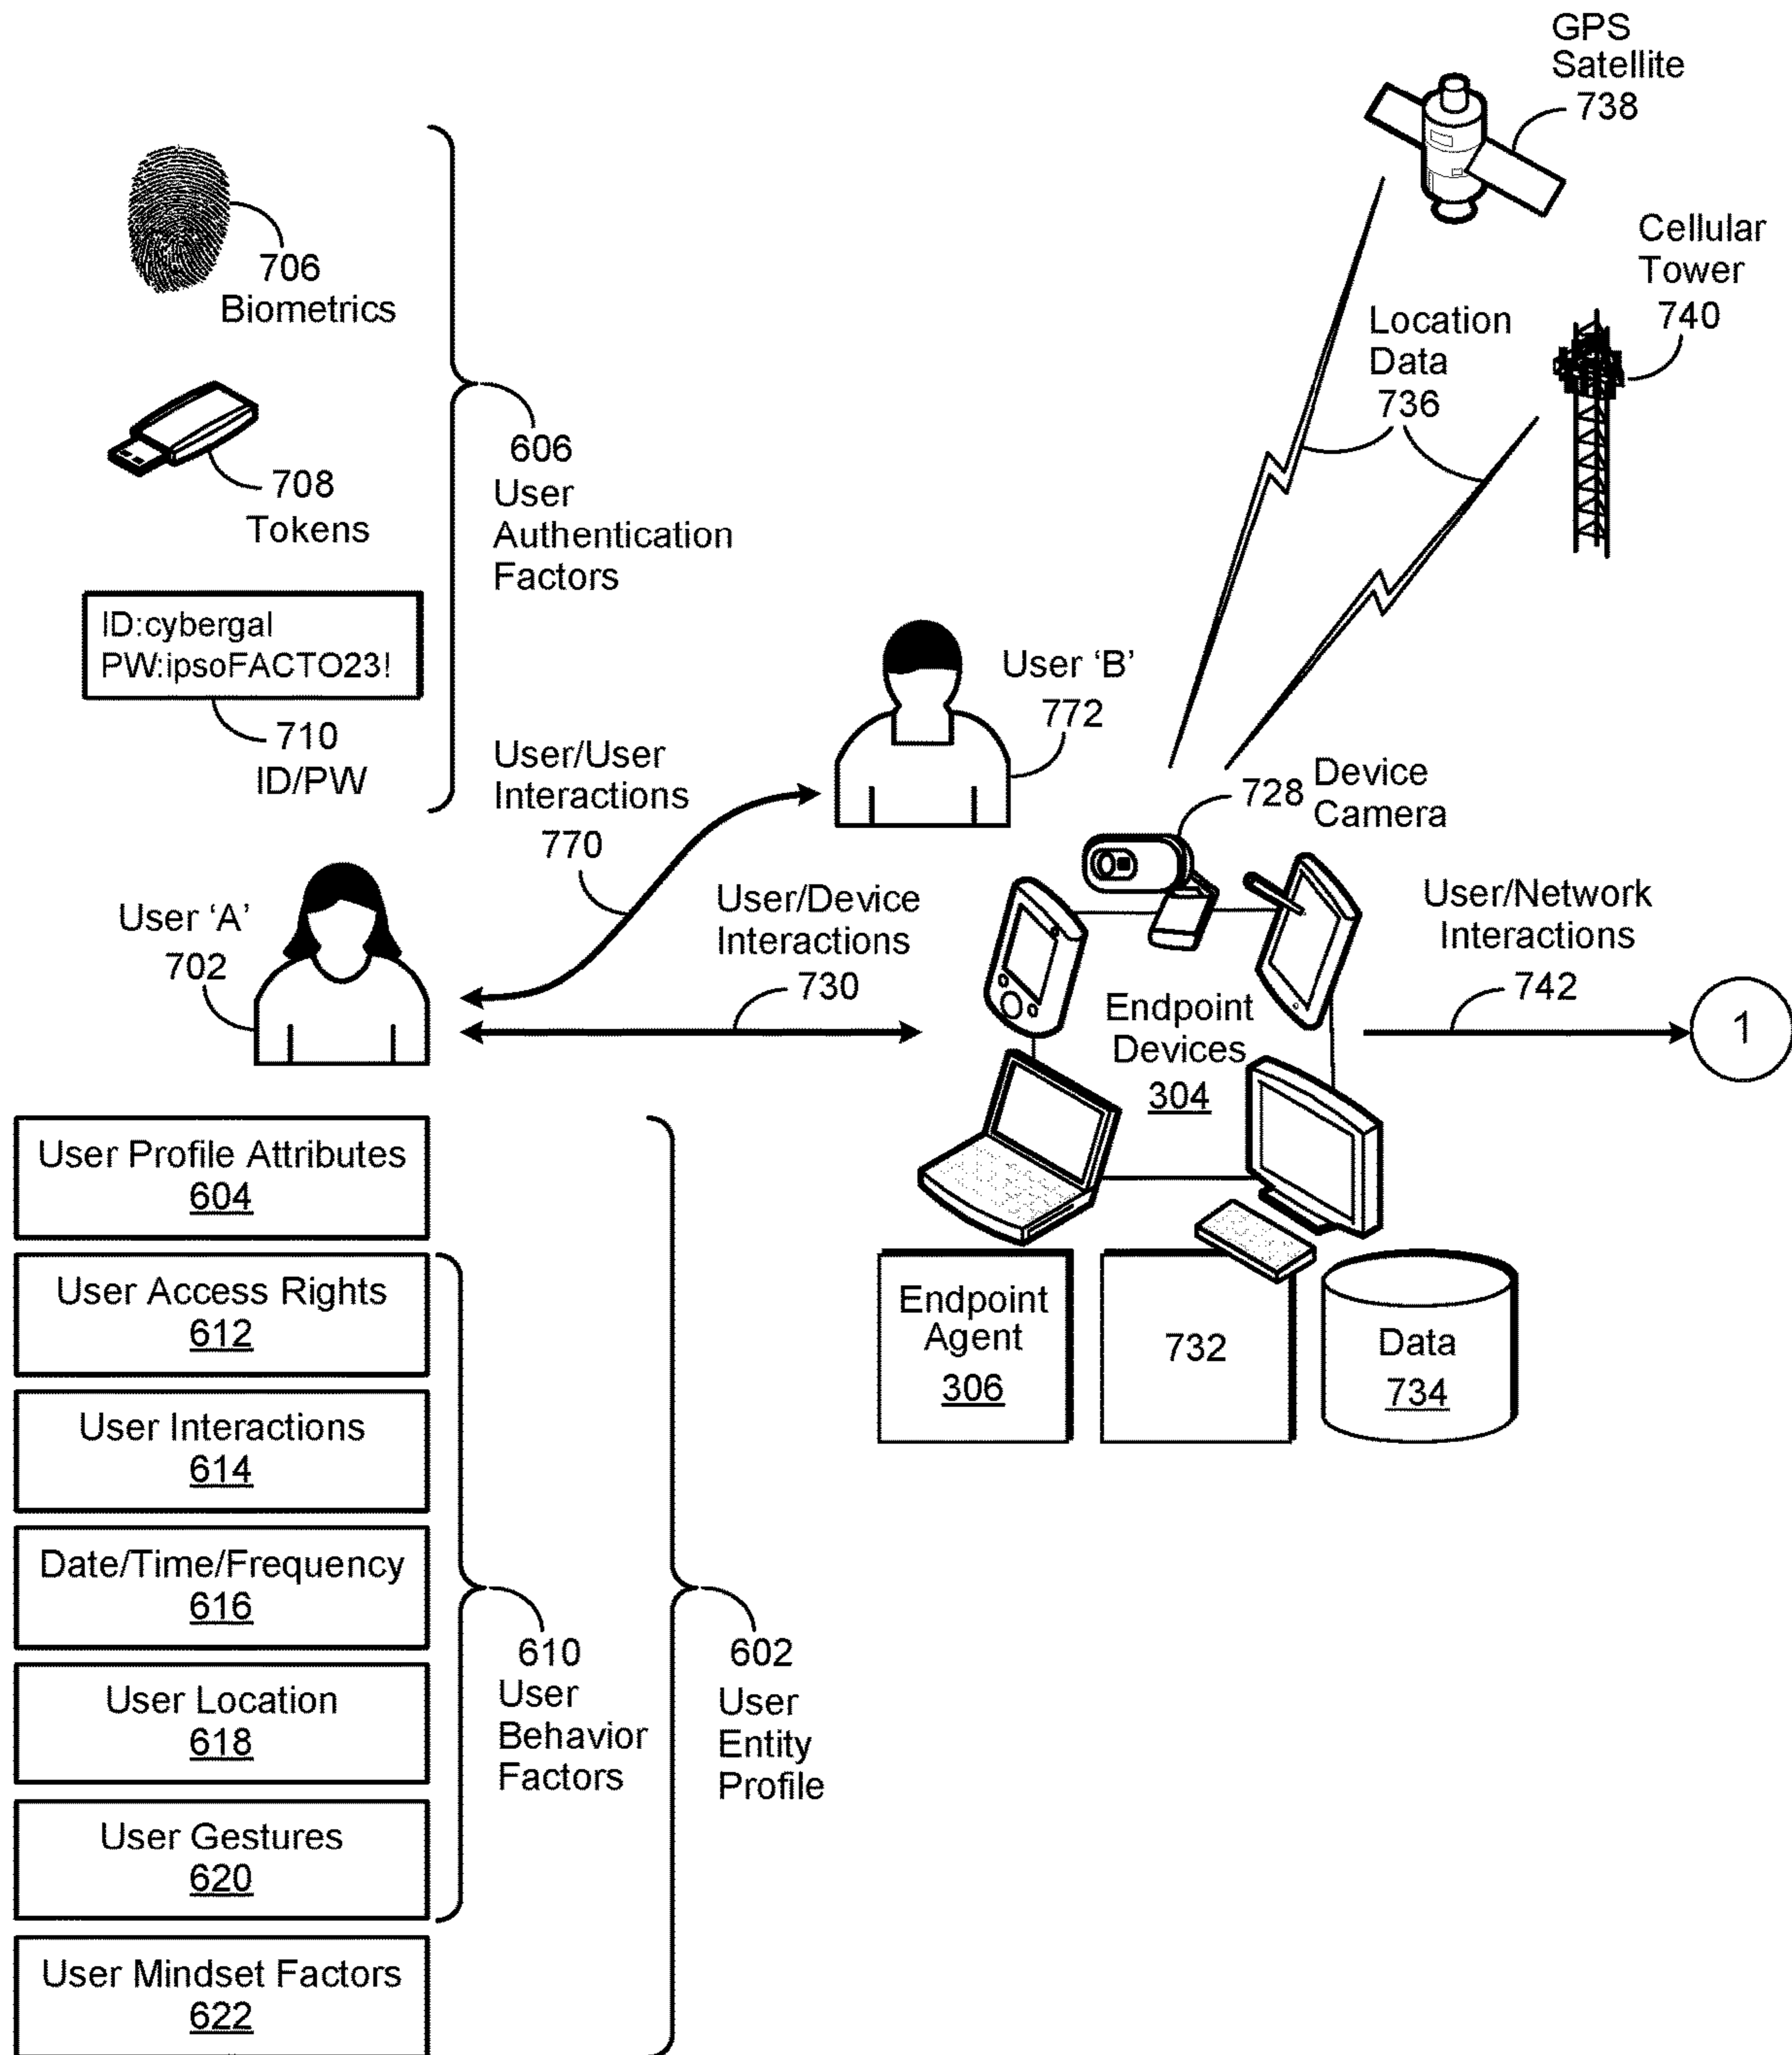 GPS
Satellite
738
Cellular
Tower
740
Location
Data
736
706
Biometrics
708
Tokens
ID:cybergal
PW:ipsoFACTO23!
710
ID/PW
606
User
Authentication
Factors
User 'B'
772
User/User
Interactions
770
728
Device
Camera
User 'A'
702
User/Device
Interactions
730
Endpoint
Devices
304
User/Network
Interactions
742
1
User Profile Attributes
604
User Access Rights
612
User Interactions
614
Date/Time/Frequency
616
User Location
618
User Gestures
620
User Mindset Factors
622
610
User
Behavior
Factors
602
User
Entity
Profile
Endpoint
Agent
306
732
Data
734